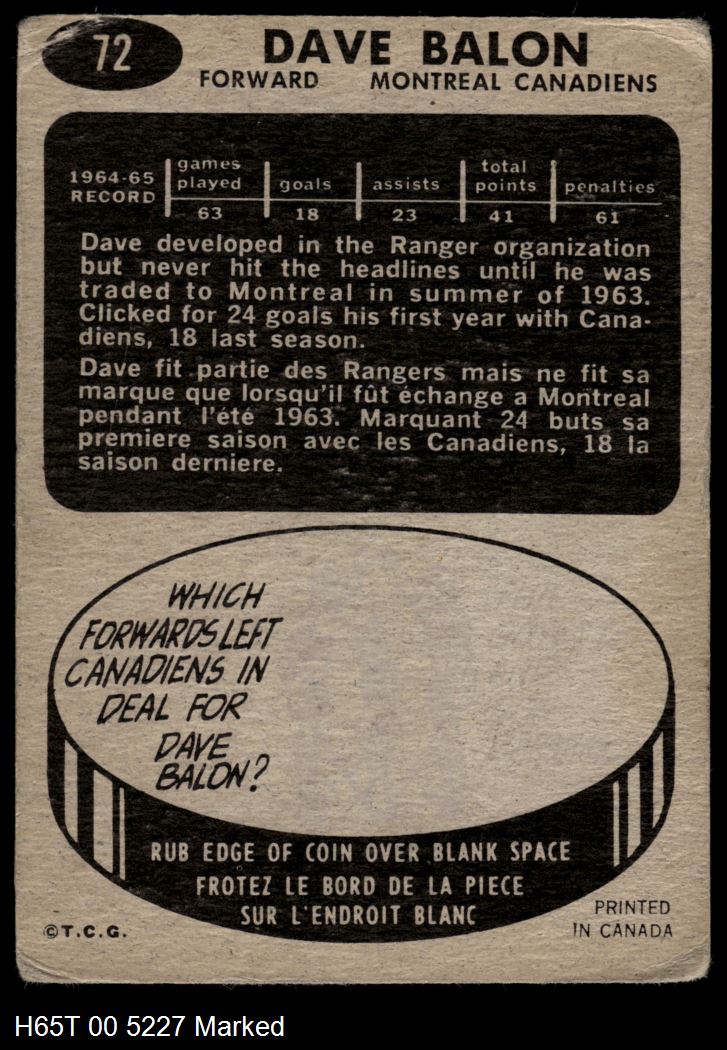 72
DAVE BALON
FORWARD MONTREAL CANADIENS
1964-65 RECORD
games played goals assists total points penalties
63 18 23 41 61
Dave developed in the Ranger organization
but never hit the headlines until he was
traded to Montreal in summer of 1963.
Clicked for 24 goals his first year with Cana-
diens, 18 last season.
Dave fit partie des Rangers mais ne fit sa
marque que lorsqu'il fût échange a Montreal
pendant l'été 1963. Marquant 24 buts sa
premiere saison avec les Canadiens, 18 la
saison derniere.
WHICH
FORWARDS LEFT
CANADIENS IN
DEAL FOR
DAVE
BALON?
RUB EDGE OF COIN OVER BLANK SPACE
FROTEZ LE BORD DE LA PIECE
SUR L'ENDROIT BLANC
©T.C.G.
PRINTED
IN CANADA
H65T 00 5227 Marked